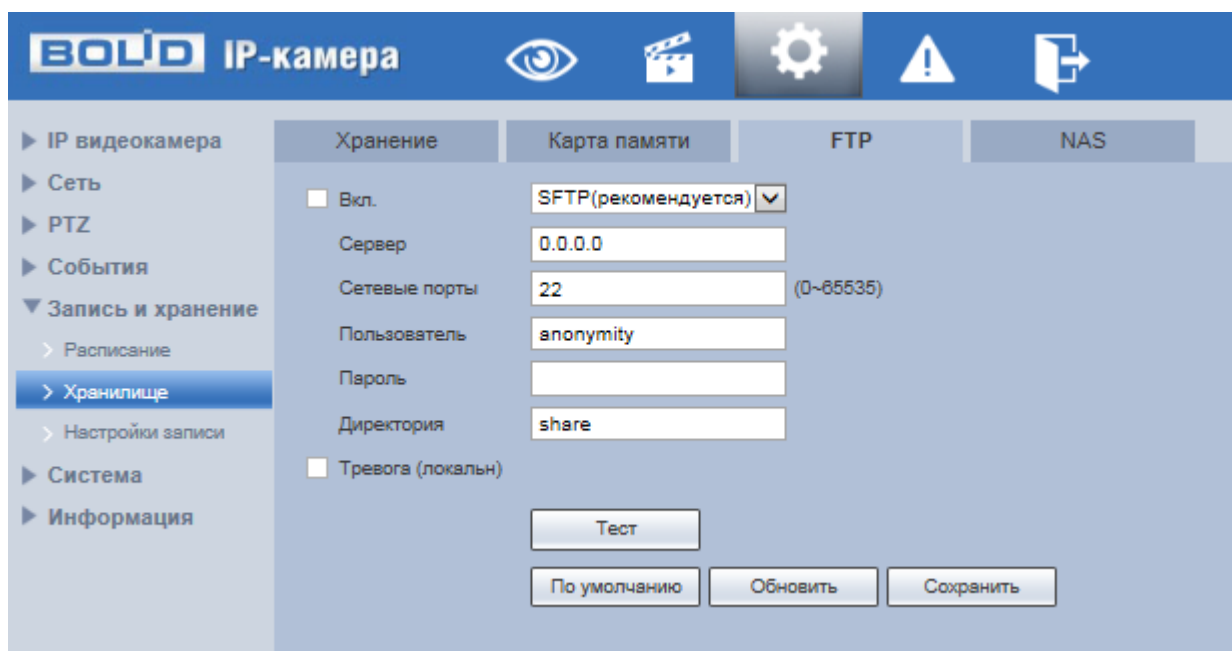 BOLID IP-камера
IP видеокамера
Сеть
PTZ
События
Запись и хранение
Расписание
Хранилище
Настройки записи
Система
Информация
Хранение Карта памяти FTP NAS
Вкл. SFTP(рекомендуется)
Сервер 0.0.0.0
Сетевые порты 22 (0~65535)
Пользователь anonymity
Пароль
Директория share
Тревога (локальн)
Тест
По умолчанию Обновить Сохранить